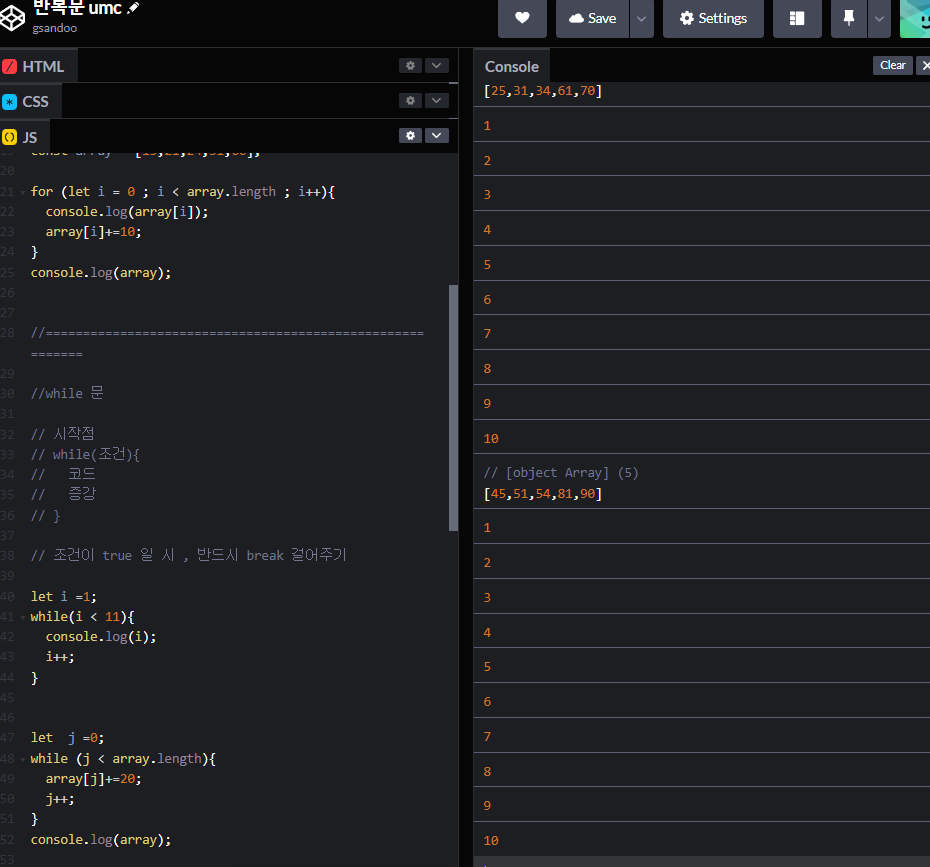 반복문 umc
gsandoo
Save
Settings
HTML
CSS
JS
20
21 for (let i = 0 ; i < array.length ; i++){
22 console.log(array[i]);
23 array[i]+=10;
24 }
25 console.log(array);
26
27
28 //==================================================
=======
29
30 //while 문
31
32 // 시작점
33 // while(조건){
34 // 코드
35 // 증강
36 // }
37
38 // 조건이 true 일 시 , 반드시 break 걸어주기
39
40 let i =1;
41 while(i < 11){
42 console.log(i);
43 i++;
44 }
45
46
47 let j =0;
48 while (j < array.length){
49 array[j]+=20;
50 j++;
51 }
52 console.log(array);
53
Console
Clear
[25,31,34,61,70]
1
2
3
4
5
6
7
8
9
10
// [object Array] (5)
[45,51,54,81,90]
1
2
3
4
5
6
7
8
9
10